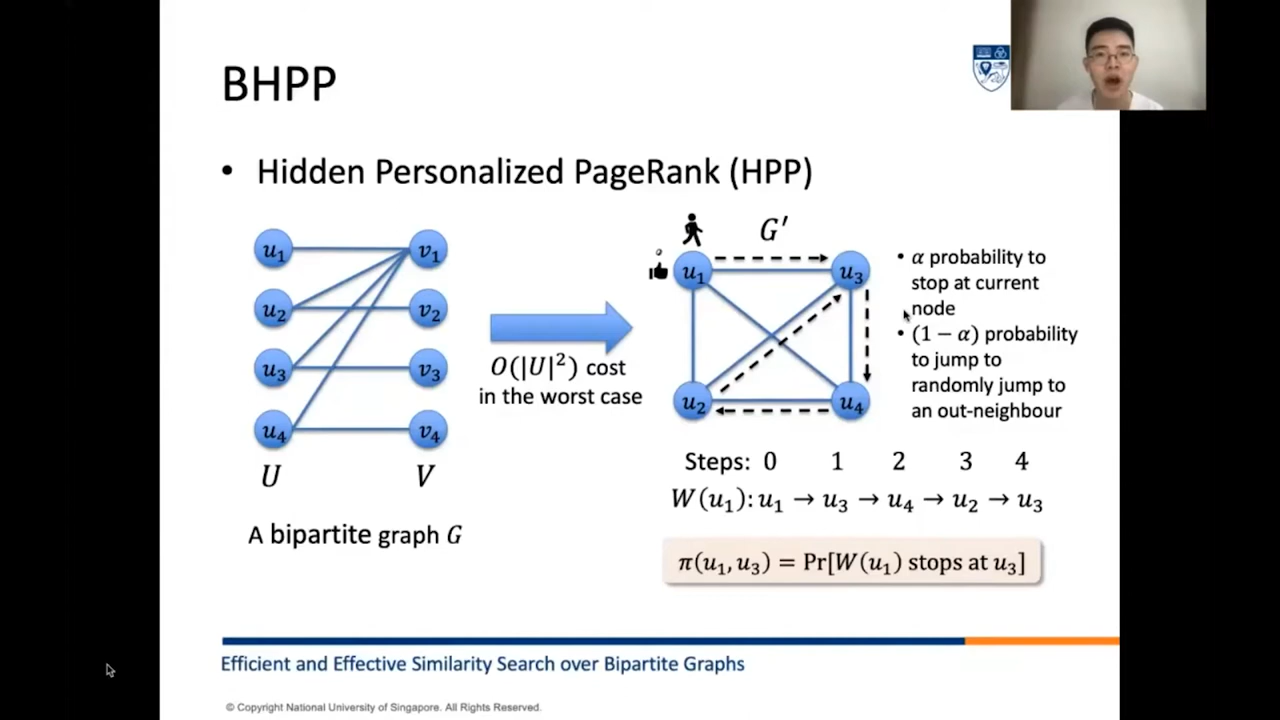 BHPP
• Hidden Personalized PageRank (HPP)
u₁
v₁
u₂
v₂
u₃
v₃
u₄
v₄
U
V
A bipartite graph G
O(|U|²) cost
in the worst case
G′
u₁
u₃
u₂
u₄
• α probability to
stop at current
node
• (1 − α) probability
to jump to
randomly jump to
an out-neighbour
Steps: 0 1 2 3 4
W(u₁): u₁ → u₃ → u₄ → u₂ → u₃
π(u₁, u₃) = Pr[W(u₁) stops at u₃]
Efficient and Effective Similarity Search over Bipartite Graphs
© Copyright National University of Singapore. All Rights Reserved.